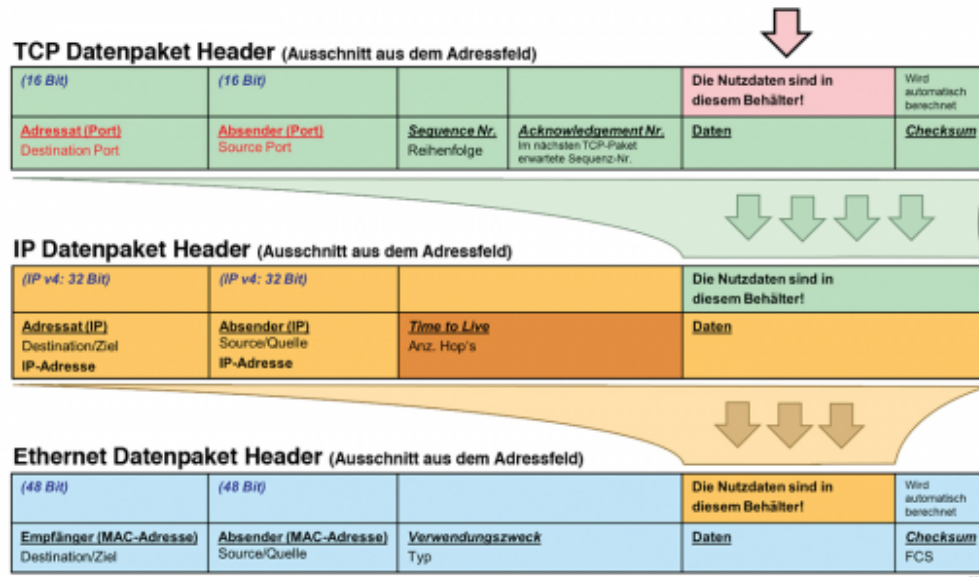 TCP Datenpaket Header (Ausschnitt aus dem Adressfeld)
(16 Bit)
(16 Bit)
Die Nutzdaten sind in
diesem Behälter!
Wird
automatisch
berechnet
Adressat (Port)
Destination Port
Absender (Port)
Source Port
Sequence Nr.
Reihenfolge
Acknowledgement Nr.
Im nächsten TCP-Paket
erwartete Sequenz-Nr.
Daten
Checksum
IP Datenpaket Header (Ausschnitt aus dem Adressfeld)
(IP v4: 32 Bit)
(IP v4: 32 Bit)
Die Nutzdaten sind in
diesem Behälter!
Adressat (IP)
Destination/Ziel
IP-Adresse
Absender (IP)
Source/Quelle
IP-Adresse
Time to Live
Anz. Hop's
Daten
Ethernet Datenpaket Header (Ausschnitt aus dem Adressfeld)
(48 Bit)
(48 Bit)
Die Nutzdaten sind in
diesem Behälter!
Wird
automatisch
berechnet
Empfänger (MAC-Adresse)
Destination/Ziel
Absender (MAC-Adresse)
Source/Quelle
Verwendungszweck
Typ
Daten
Checksum
FCS